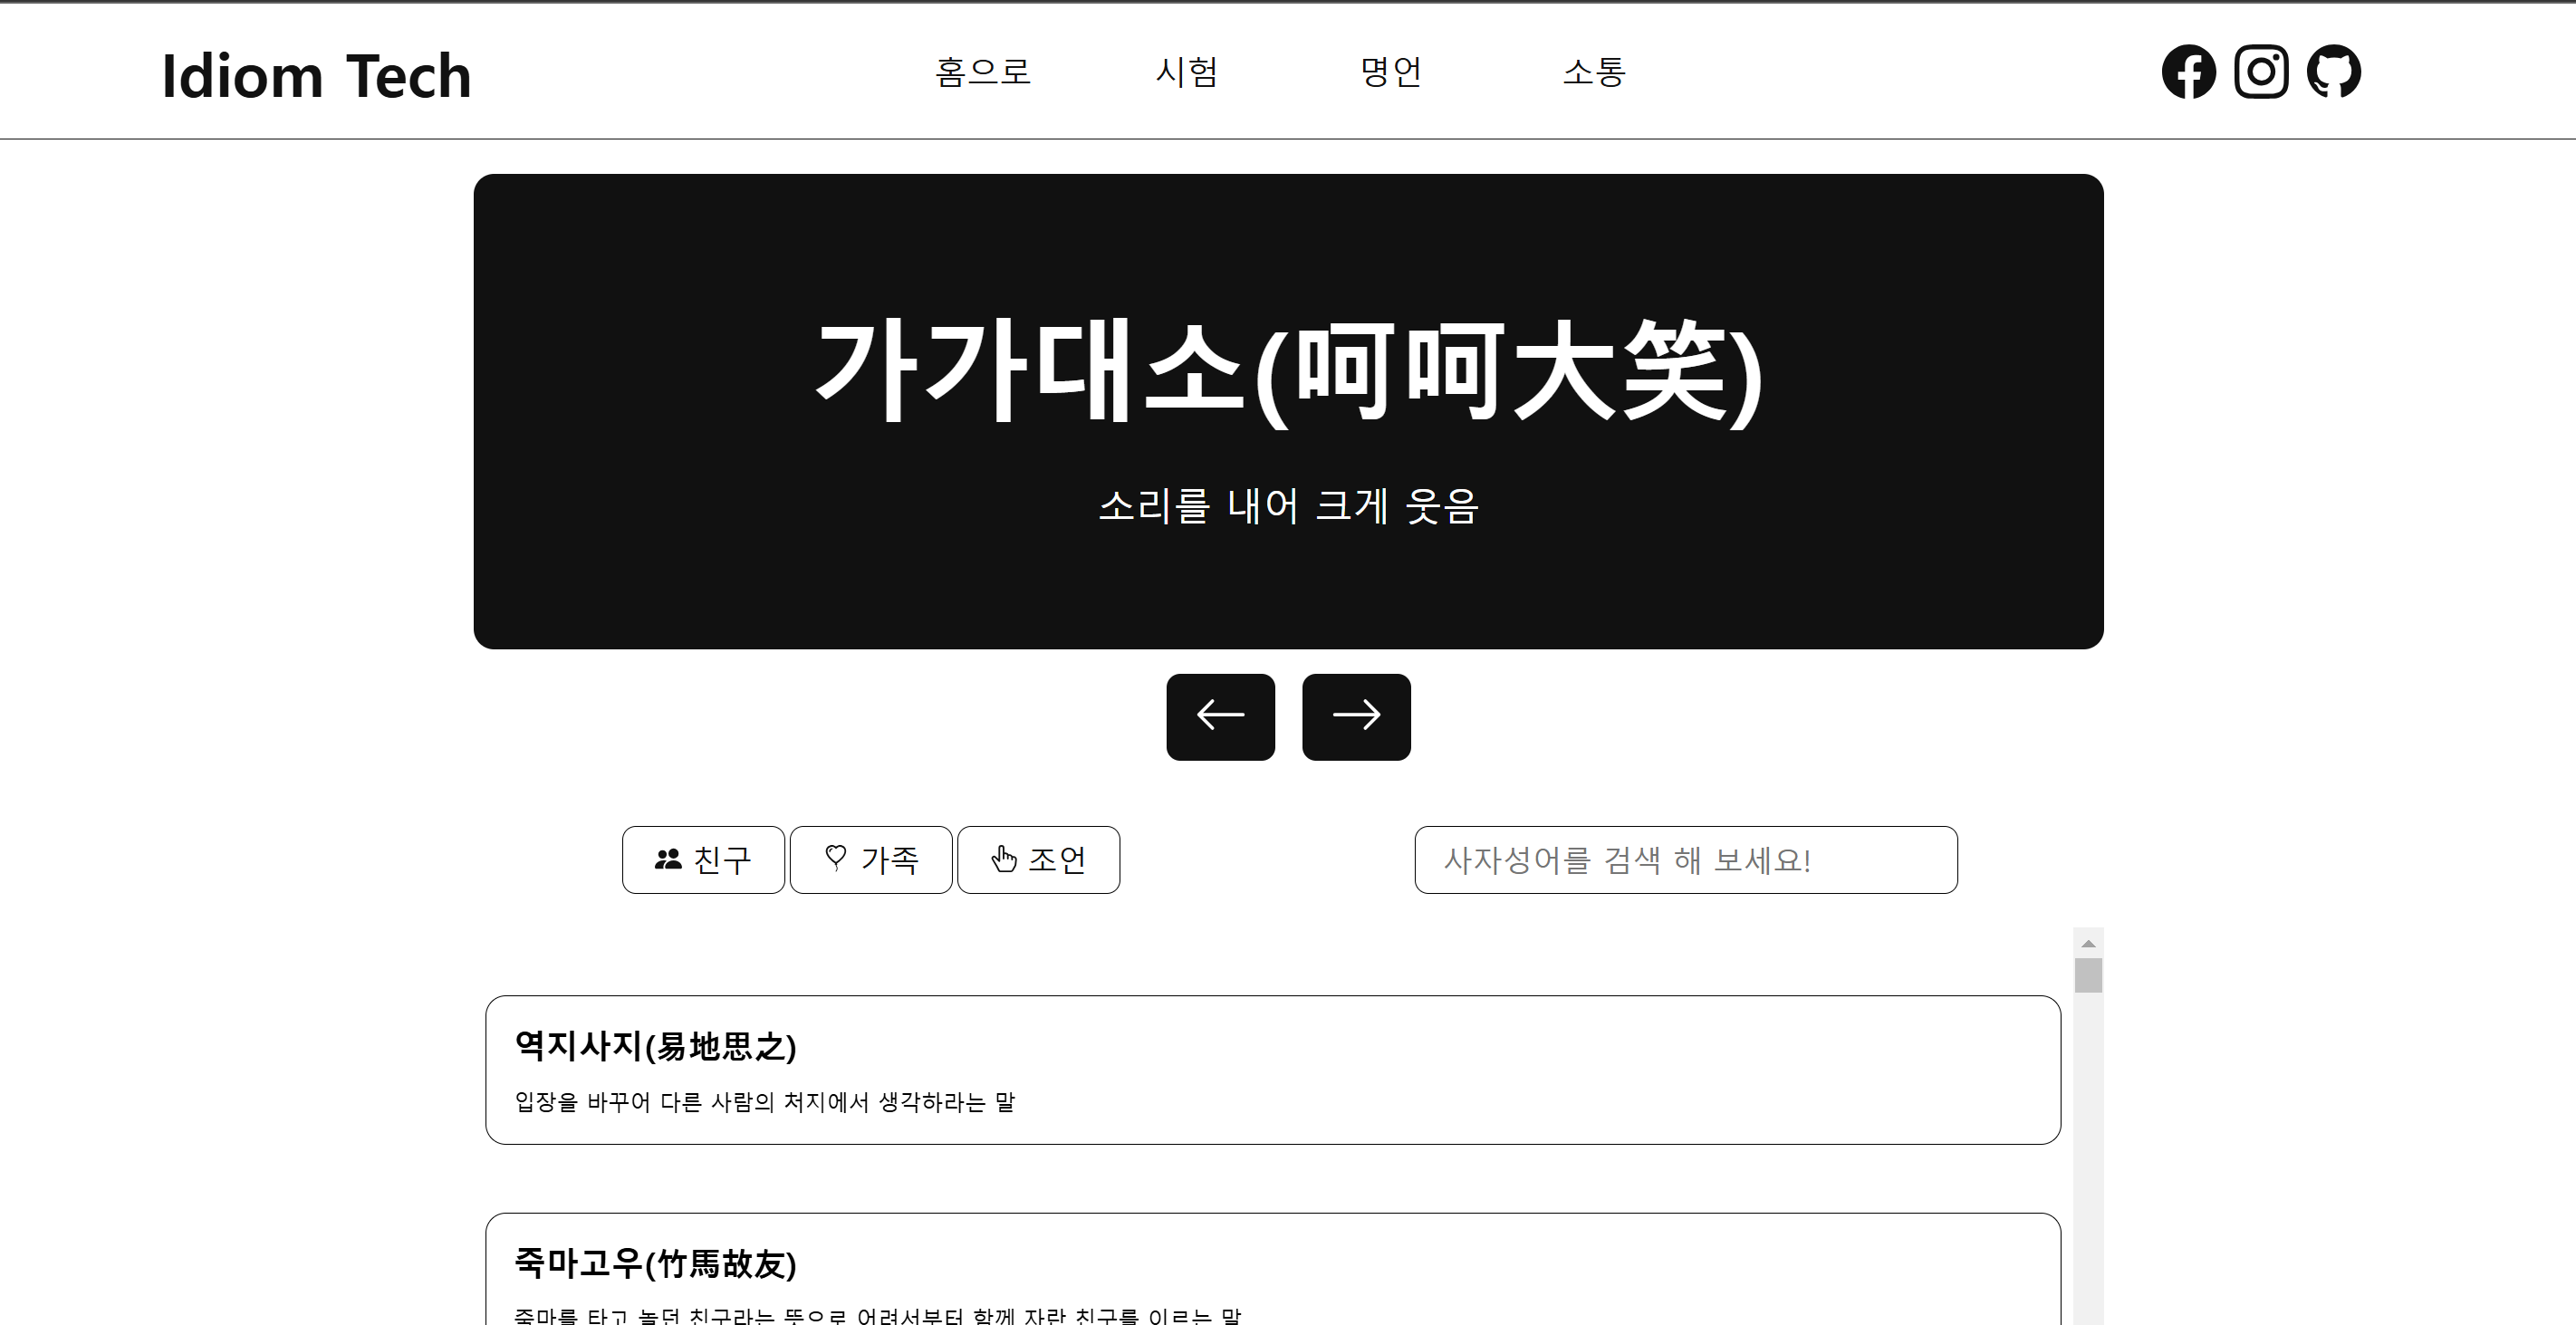 Idiom Tech
홈으로 시험 명언 소통
가가대소(呵呵大笑)
소리를 내어 크게 웃음
친구 가족 조언
사자성어를 검색 해 보세요!
역지사지(易地思之)
입장을 바꾸어 다른 사람의 처지에서 생각하라는 말
죽마고우(竹馬故友)
죽마를 타고 놀던 친구라는 뜻으로 어려서부터 함께 자란 친구를 이르는 말